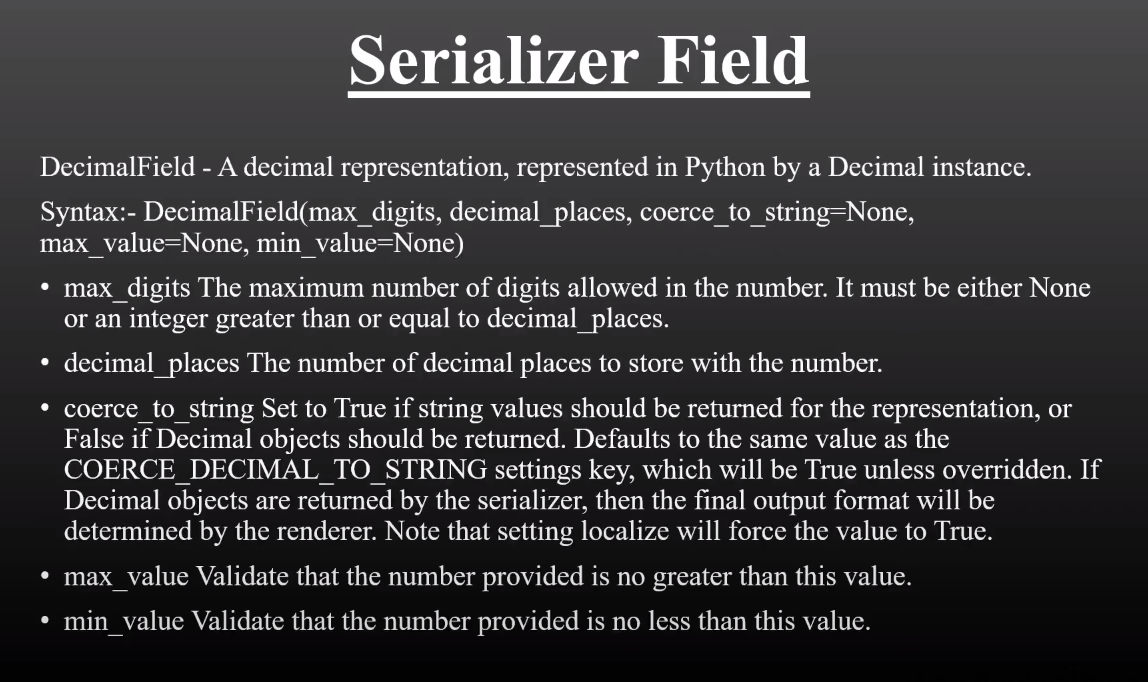 Serializer Field
DecimalField - A decimal representation, represented in Python by a Decimal instance.
Syntax:- DecimalField(max_digits, decimal_places, coerce_to_string=None,
max_value=None, min_value=None)
• max_digits The maximum number of digits allowed in the number. It must be either None
or an integer greater than or equal to decimal_places.
• decimal_places The number of decimal places to store with the number.
• coerce_to_string Set to True if string values should be returned for the representation, or
False if Decimal objects should be returned. Defaults to the same value as the
COERCE_DECIMAL_TO_STRING settings key, which will be True unless overridden. If
Decimal objects are returned by the serializer, then the final output format will be
determined by the renderer. Note that setting localize will force the value to True.
• max_value Validate that the number provided is no greater than this value.
• min_value Validate that the number provided is no less than this value.